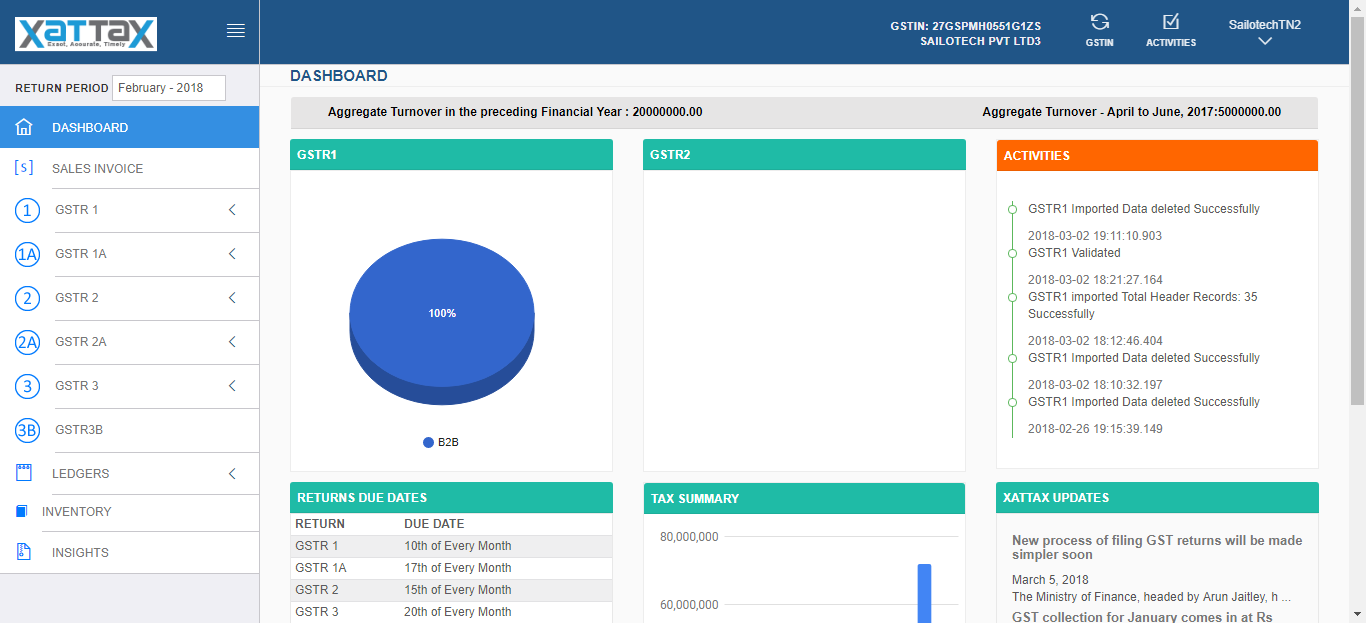 XaTTaX
Exact, Accurate, Timely
GSTIN: 27GSPMH0551G1ZS
SAILOTECH PVT LTD3
GSTIN
ACTIVITIES
SailotechTN2
RETURN PERIOD February - 2018
DASHBOARD
SALES INVOICE
1 GSTR 1
1A GSTR 1A
2 GSTR 2
2A GSTR 2A
3 GSTR 3
3B GSTR3B
LEDGERS
INVENTORY
INSIGHTS
DASHBOARD
Aggregate Turnover in the preceding Financial Year : 20000000.00
Aggregate Turnover - April to June, 2017:5000000.00
GSTR1
100%
B2B
GSTR2
ACTIVITIES
GSTR1 Imported Data deleted Successfully
2018-03-02 19:11:10.903
GSTR1 Validated
2018-03-02 18:21:27.164
GSTR1 imported Total Header Records: 35
Successfully
2018-03-02 18:12:46.404
GSTR1 Imported Data deleted Successfully
2018-03-02 18:10:32.197
GSTR1 Imported Data deleted Successfully
2018-02-26 19:15:39.149
RETURNS DUE DATES
RETURN DUE DATE
GSTR 1 10th of Every Month
GSTR 1A 17th of Every Month
GSTR 2 15th of Every Month
GSTR 3 20th of Every Month
TAX SUMMARY
80,000,000
60,000,000
XATTAX UPDATES
New process of filing GST returns will be made
simpler soon
March 5, 2018
The Ministry of Finance, headed by Arun Jaitley, h ...
GST collection for January comes in at Rs